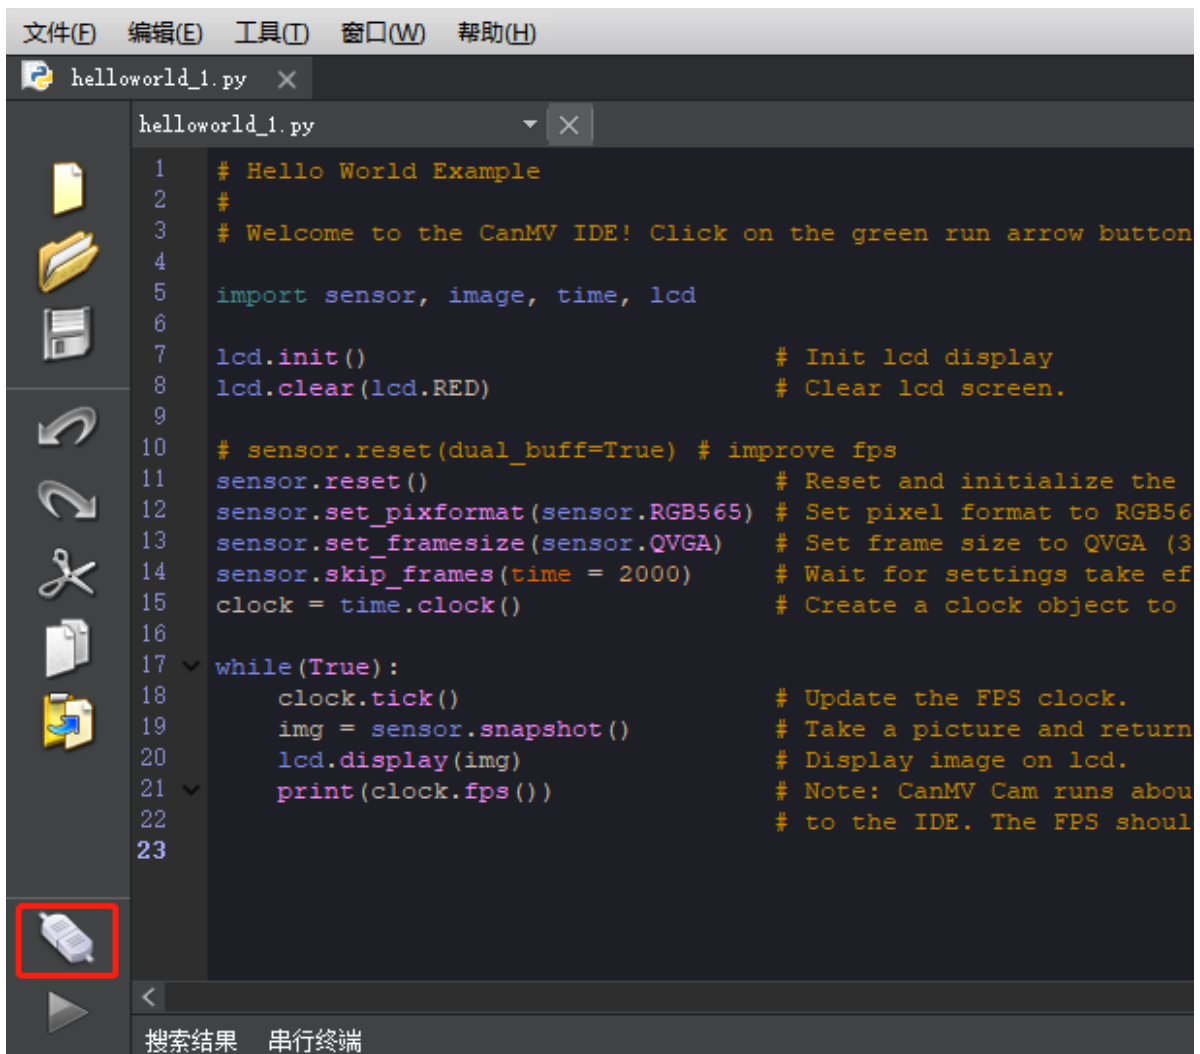 文件(F) 编辑(E) 工具(T) 窗口(W) 帮助(H)
helloworld_1.py
helloworld_1.py
1 # Hello World Example
2 #
3 # Welcome to the CanMV IDE! Click on the green run arrow button
4
5 import sensor, image, time, lcd
6
7 lcd.init() # Init lcd display
8 lcd.clear(lcd.RED) # Clear lcd screen.
9
10 # sensor.reset(dual_buff=True) # improve fps
11 sensor.reset() # Reset and initialize the
12 sensor.set_pixformat(sensor.RGB565) # Set pixel format to RGB56
13 sensor.set_framesize(sensor.QVGA) # Set frame size to QVGA (3
14 sensor.skip_frames(time = 2000) # Wait for settings take ef
15 clock = time.clock() # Create a clock object to
16
17 while(True):
18 clock.tick() # Update the FPS clock.
19 img = sensor.snapshot() # Take a picture and return
20 lcd.display(img) # Display image on lcd.
21 print(clock.fps()) # Note: CanMV Cam runs abou
22 # to the IDE. The FPS shoul
23
搜索结果 串行终端